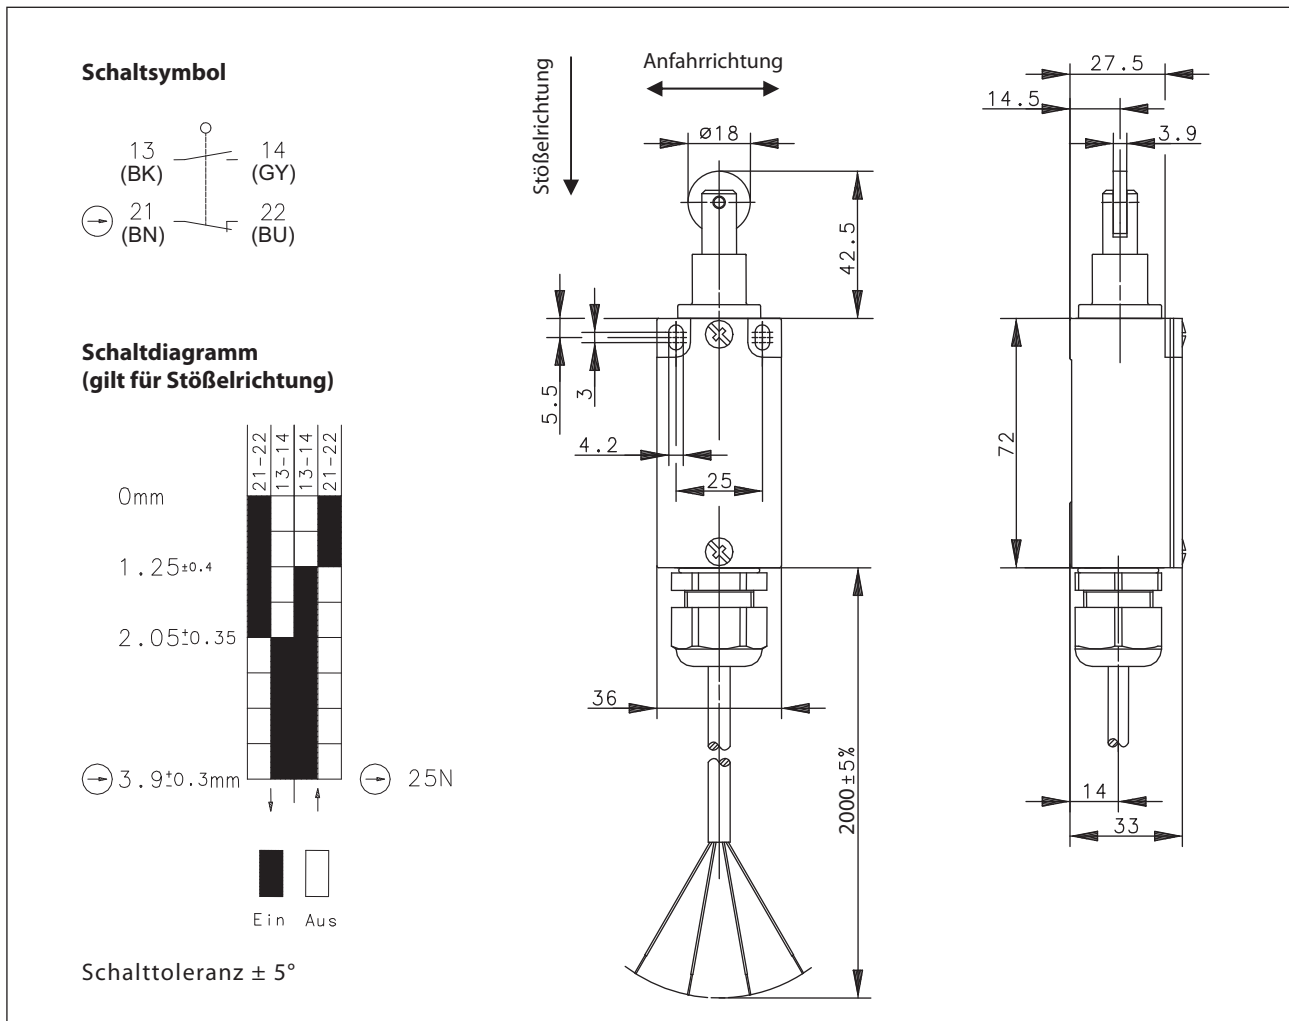 Schaltsymbol
13
(BK)
14
(GY)
21
(BN)
22
(BU)
Schaltdiagramm
(gilt für Stößelrichtung)
21-22
13-14
13-14
21-22
0mm
1.25±0.4
2.05±0.35
3.9±0.3mm
25N
Ein
Aus
Schalttoleranz ± 5°
Stößelrichtung
Anfahrrichtung
ø18
42.5
5.5
3
4.2
25
36
2000±5%
27.5
14.5
3.9
72
14
33